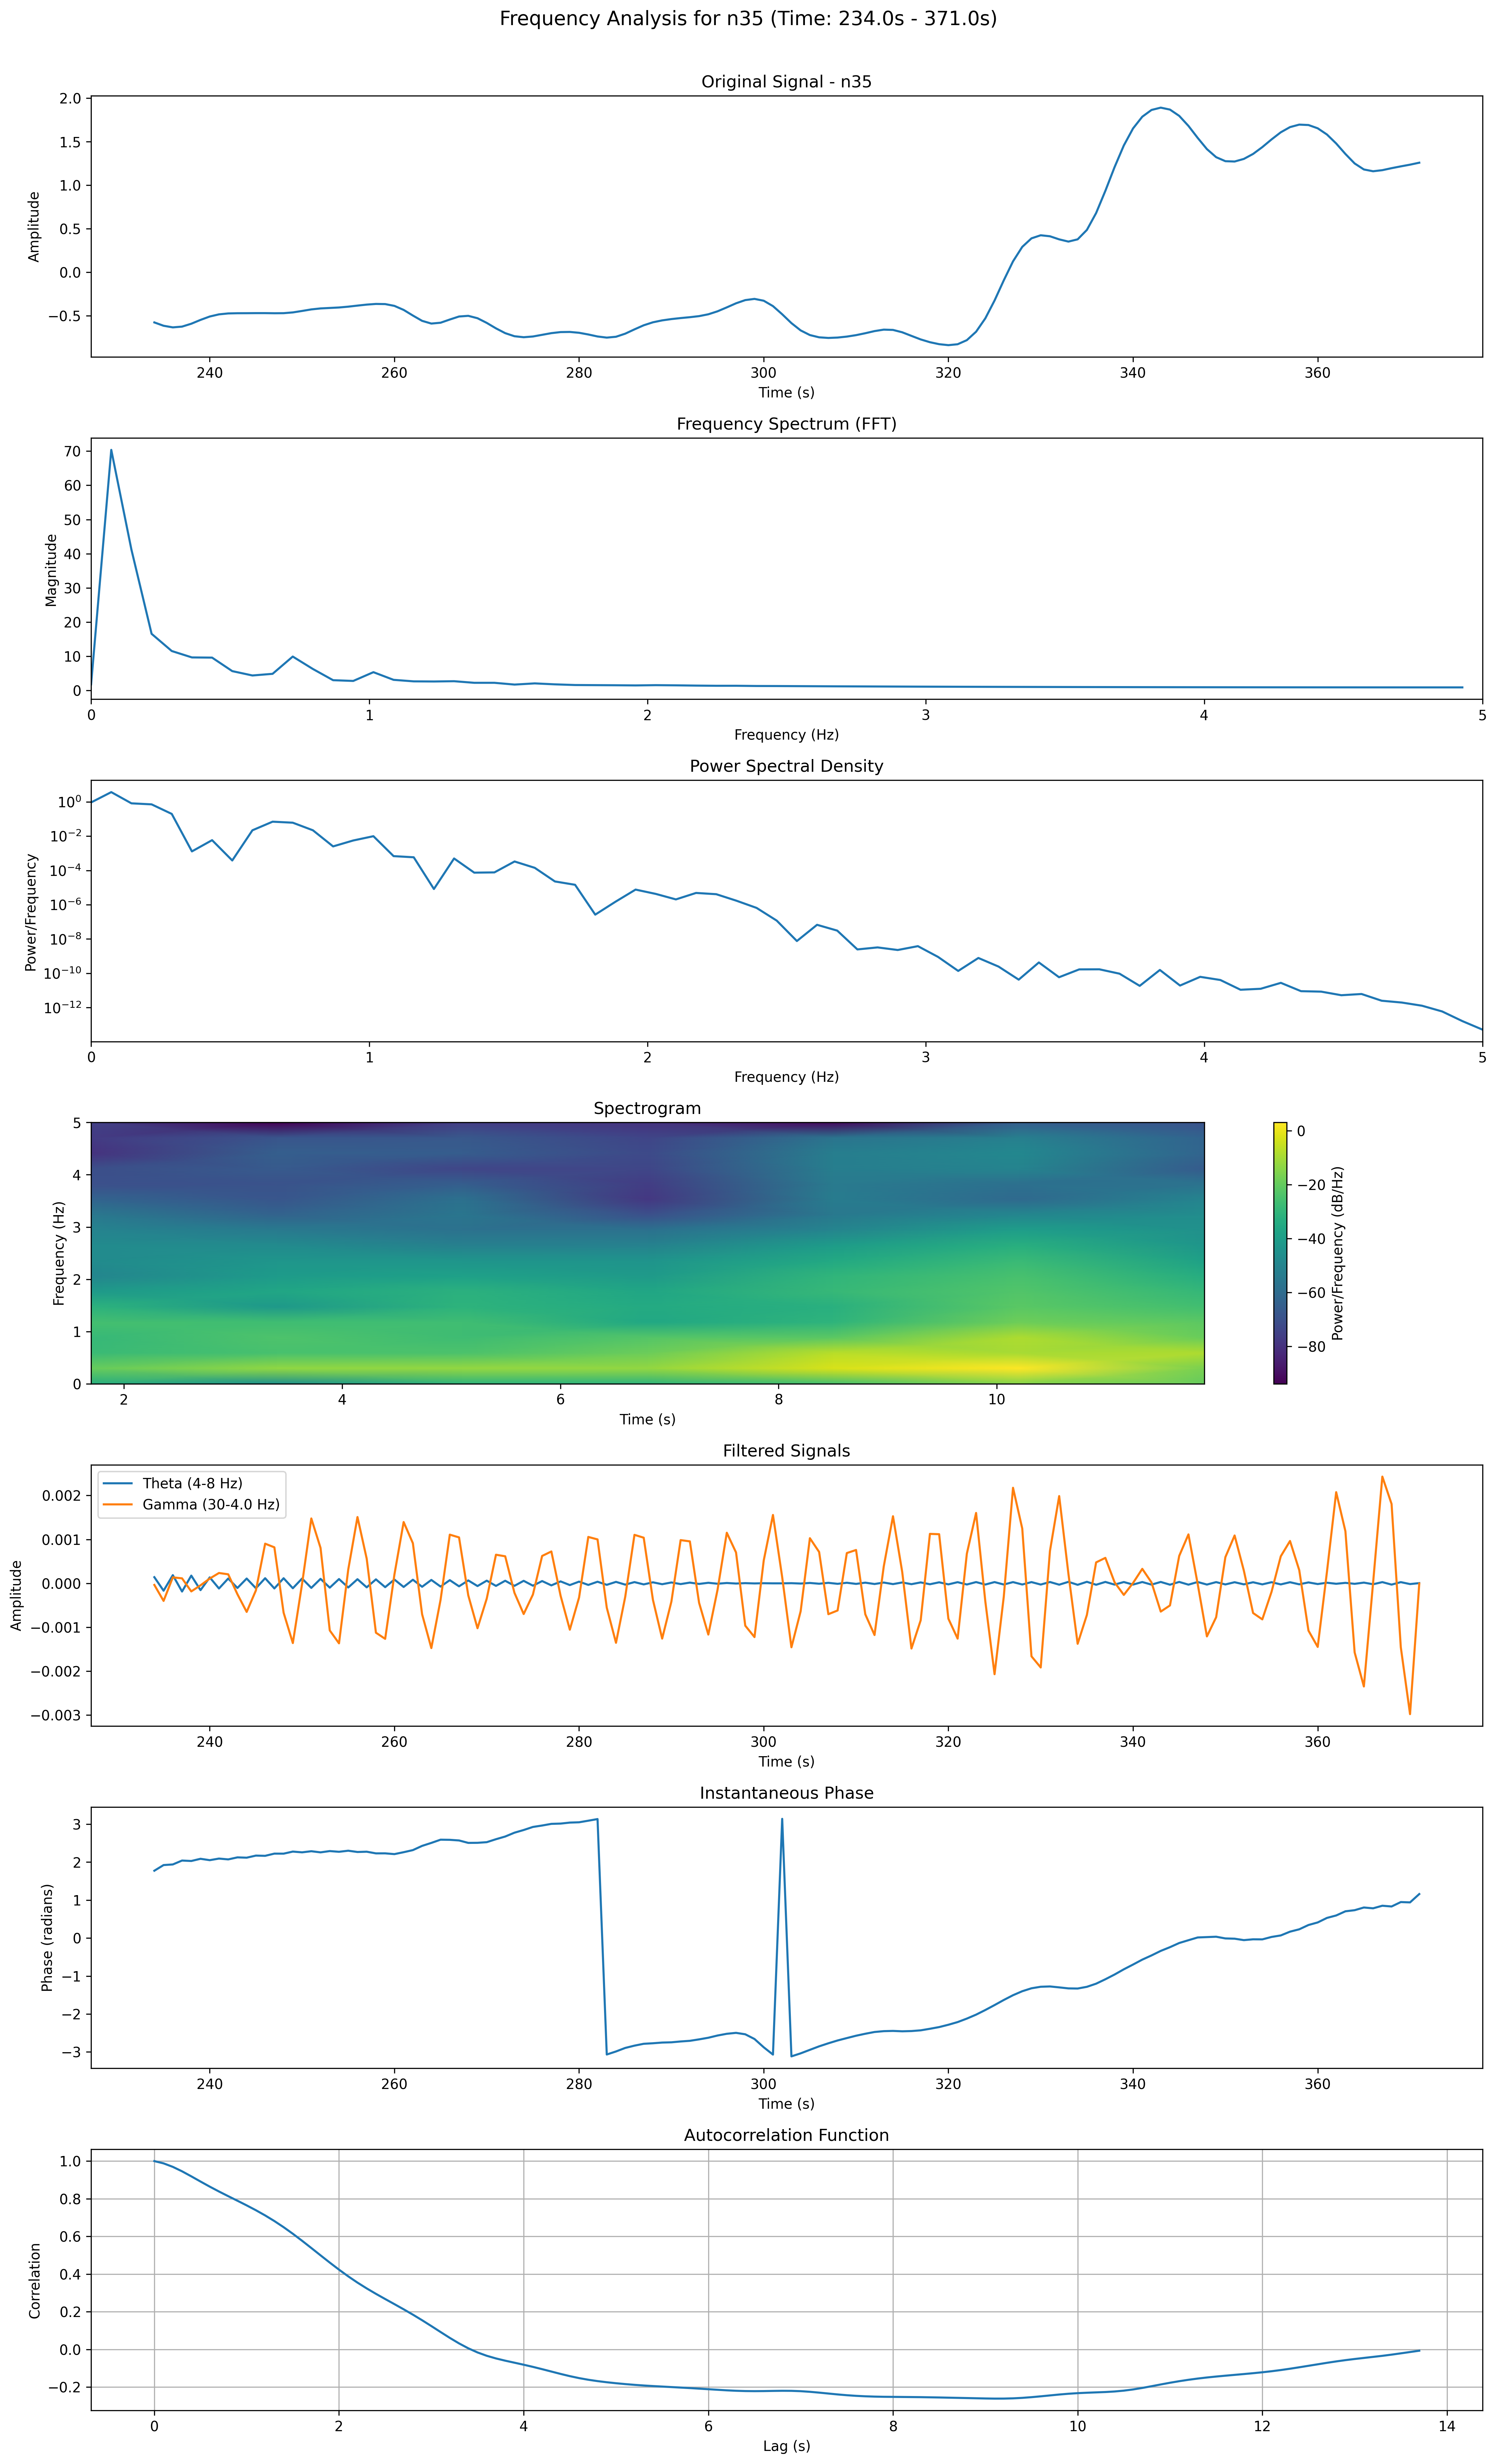 Frequency Analysis for n35 (Time: 234.0s - 371.0s)
Original Signal - n35
2.0
1.5
1.0
0.5
0.0
−0.5
Amplitude
240 260 280 300 320 340 360
Time (s)
Frequency Spectrum (FFT)
70
60
50
40
30
20
10
0
Magnitude
0 1 2 3 4 5
Frequency (Hz)
Power Spectral Density
10⁰
10⁻²
10⁻⁴
10⁻⁶
10⁻⁸
10⁻¹⁰
10⁻¹²
Power/Frequency
0 1 2 3 4 5
Frequency (Hz)
Spectrogram
5
4
3
2
1
0
Frequency (Hz)
2 4 6 8 10
Time (s)
0
−20
−40
−60
−80
Power/Frequency (dB/Hz)
Filtered Signals
Theta (4-8 Hz)
Gamma (30-4.0 Hz)
0.002
0.001
0.000
−0.001
−0.002
−0.003
Amplitude
240 260 280 300 320 340 360
Time (s)
Instantaneous Phase
3
2
1
0
−1
−2
−3
Phase (radians)
240 260 280 300 320 340 360
Time (s)
Autocorrelation Function
1.0
0.8
0.6
0.4
0.2
0.0
−0.2
Correlation
0 2 4 6 8 10 12 14
Lag (s)